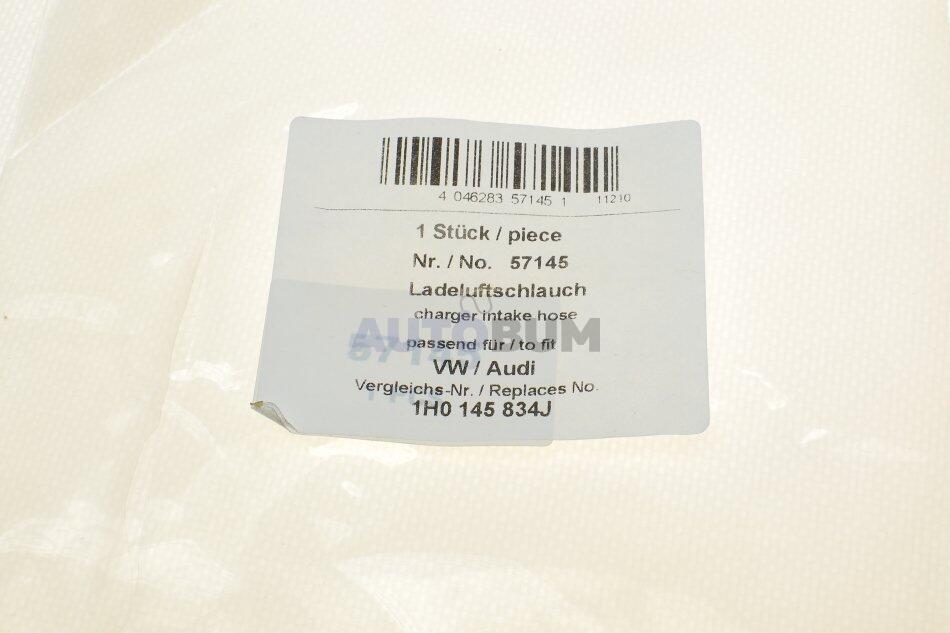 4 046283 57145 1 11210
1 Stück / piece
Nr. / No. 57145
Ladeluftschlauch
charger intake hose
AUTOBUM
passend für / to fit
57145
VW / Audi
Vergleichs-Nr. / Replaces No.
1H0 145 834J